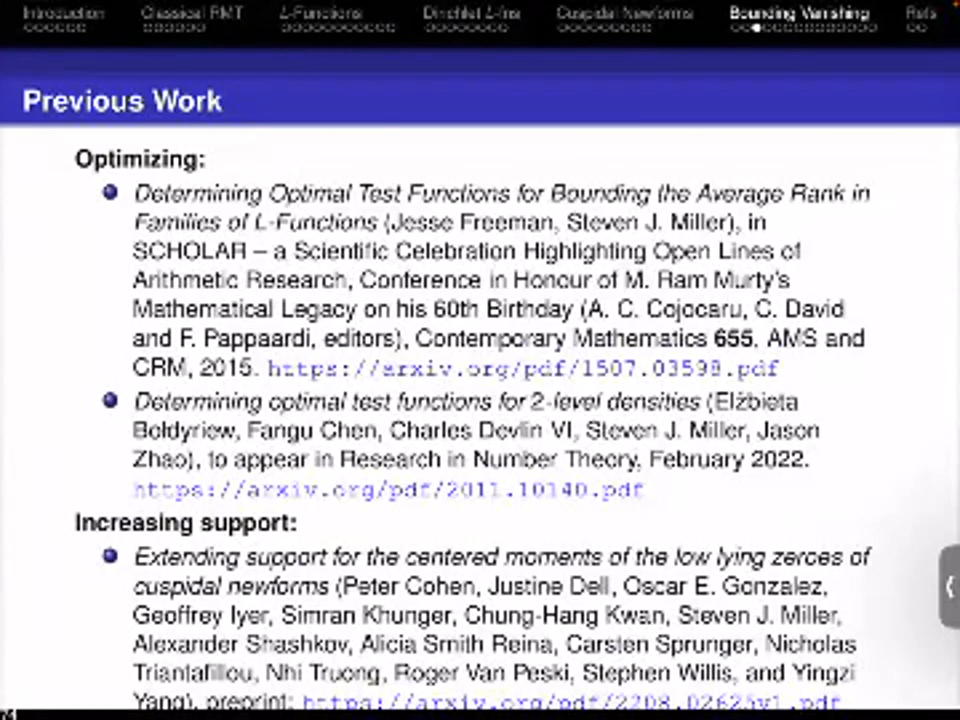 Introduction Classical RMT L-Functions Dirichlet L-fns Cuspidal Newforms Bounding Vanishing Refs
Previous Work
Optimizing:
Determining Optimal Test Functions for Bounding the Average Rank in
Families of L-Functions (Jesse Freeman, Steven J. Miller), in
SCHOLAR – a Scientific Celebration Highlighting Open Lines of
Arithmetic Research, Conference in Honour of M. Ram Murty's
Mathematical Legacy on his 60th Birthday (A. C. Cojocaru, C. David
and F. Pappaardi, editors), Contemporary Mathematics 655, AMS and
CRM, 2015. https://arxiv.org/pdf/1507.03598.pdf
Determining optimal test functions for 2-level densities (Elżbieta
Bołdyriew, Fangu Chen, Charles Devlin VI, Steven J. Miller, Jason
Zhao), to appear in Research in Number Theory, February 2022.
https://arxiv.org/pdf/2011.10140.pdf
Increasing support:
Extending support for the centered moments of the low lying zeroes of
cuspidal newforms (Peter Cohen, Justine Dell, Oscar E. Gonzalez,
Geoffrey Iyer, Simran Khunger, Chung-Hang Kwan, Steven J. Miller,
Alexander Shashkov, Alicia Smith Reina, Carsten Sprunger, Nicholas
Triantafillou, Nhi Truong, Roger Van Peski, Stephen Willis, and Yingzi
Yang), preprint: https://arxiv.org/pdf/2208.02625v1.pdf